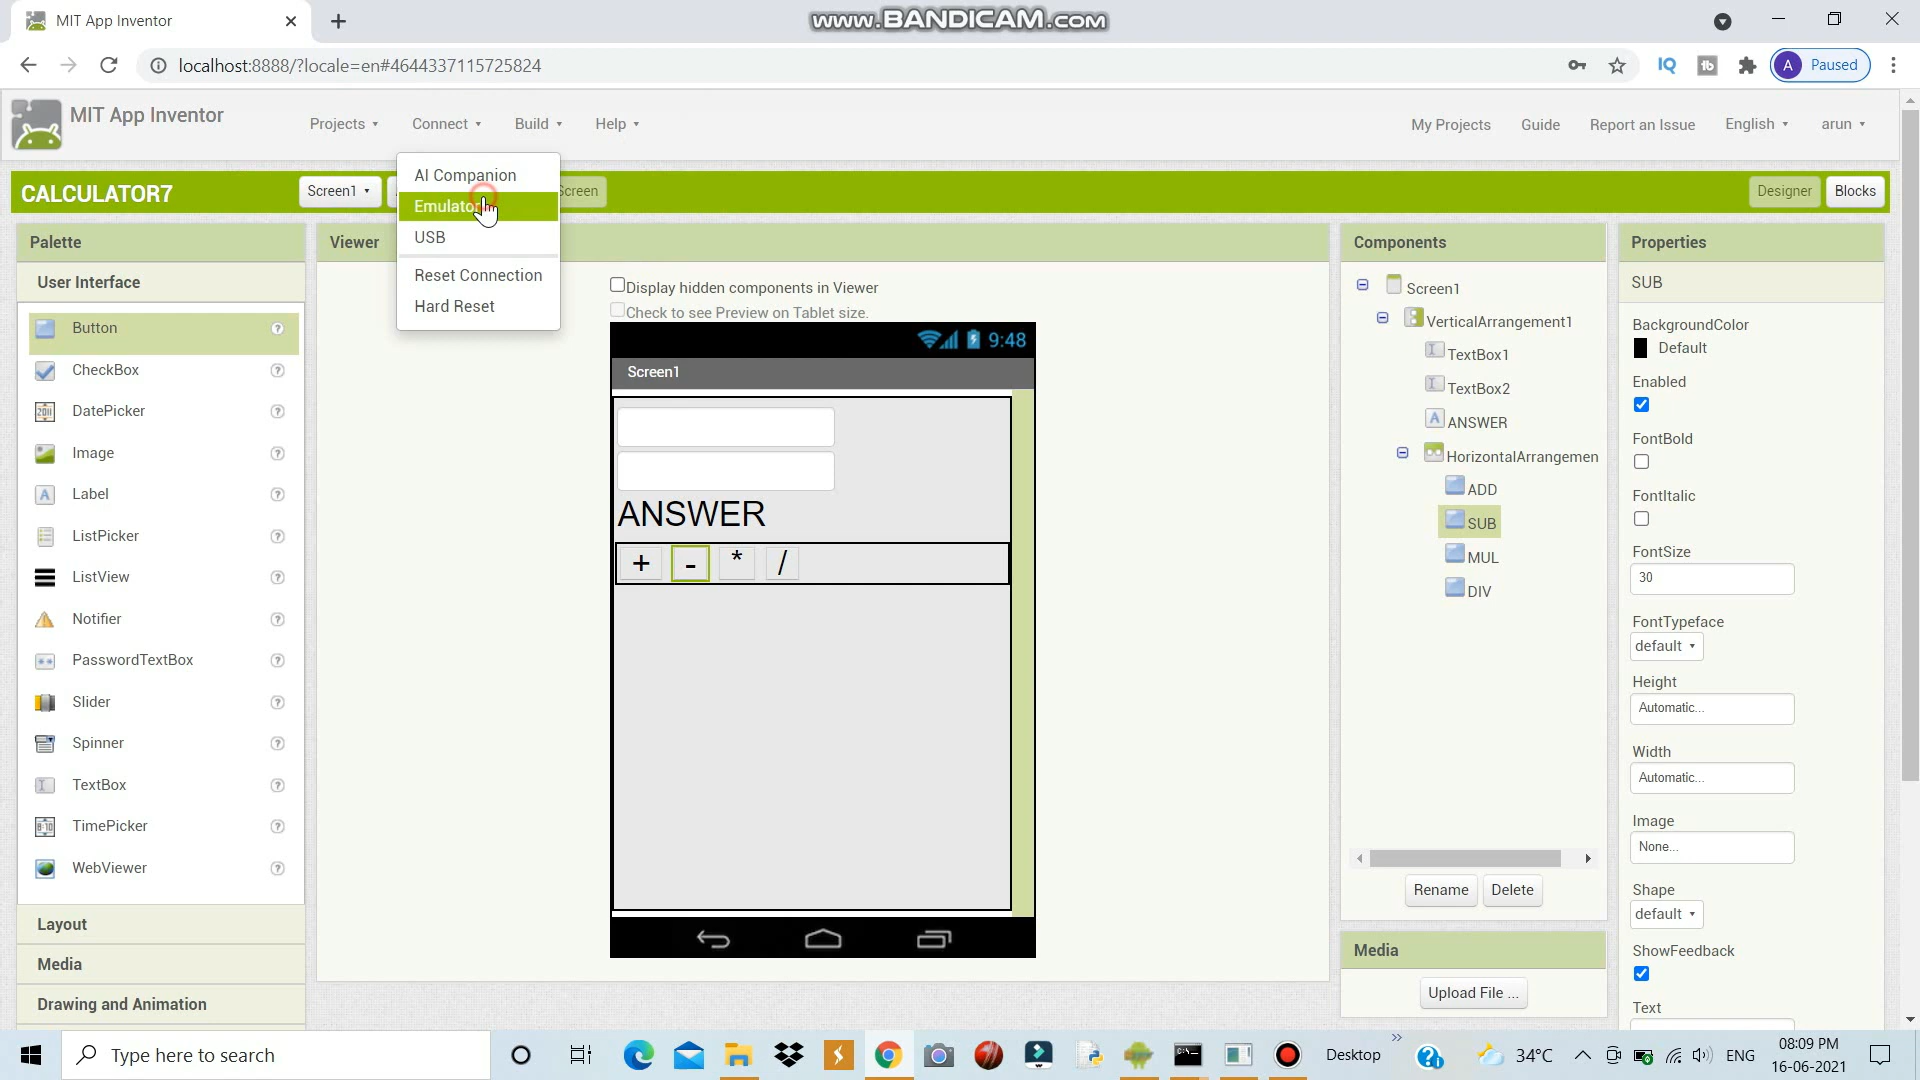 MIT App Inventor
www.BANDICAM.com
localhost:8888/?locale=en#4644337115725824
IQ
tb
A Paused
MIT App Inventor
Projects
Connect
Build
Help
My Projects
Guide
Report an Issue
English
arun
CALCULATOR7
Screen1
Screen
Designer
Blocks
AI Companion
Emulator
USB
Reset Connection
Hard Reset
Palette
User Interface
Button ?
CheckBox ?
DatePicker ?
Image ?
Label ?
ListPicker ?
ListView ?
Notifier ?
PasswordTextBox ?
Slider ?
Spinner ?
TextBox ?
TimePicker ?
WebViewer ?
Layout
Media
Drawing and Animation
Viewer
Display hidden components in Viewer
Check to see Preview on Tablet size.
9:48
Screen1
ANSWER
+ - * /
Components
Screen1
VerticalArrangement1
TextBox1
TextBox2
ANSWER
HorizontalArrangemen
ADD
SUB
MUL
DIV
Rename
Delete
Media
Upload File ...
Properties
SUB
BackgroundColor
Default
Enabled
FontBold
FontItalic
FontSize
30
FontTypeface
default
Height
Automatic...
Width
Automatic...
Image
None...
Shape
default
ShowFeedback
Text
Type here to search
Desktop
34°C
ENG
08:09 PM
16-06-2021